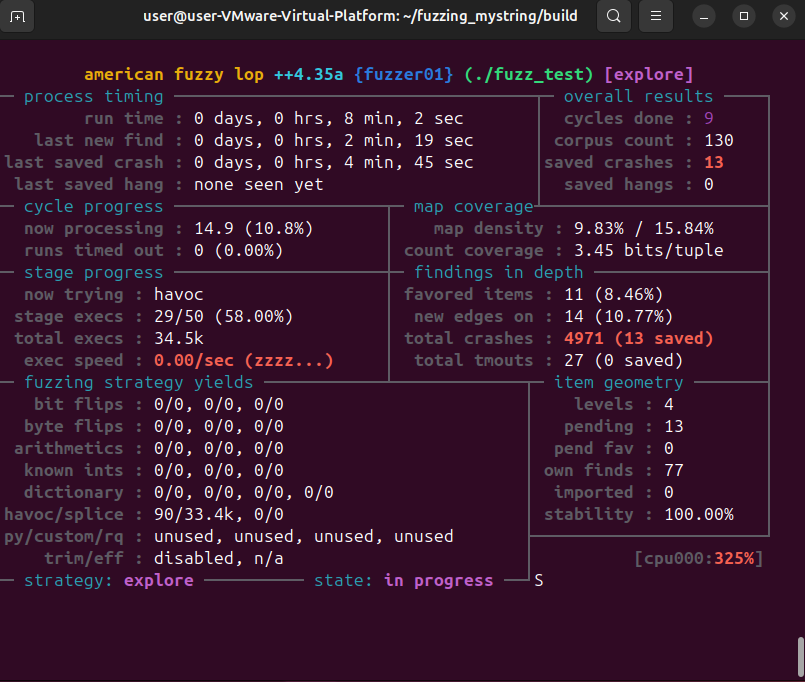 user@user-VMware-Virtual-Platform: ~/fuzzing_mystring/build
american fuzzy lop ++4.35a {fuzzer01} (./fuzz_test) [explore]
process timing overall results
run time : 0 days, 0 hrs, 8 min, 2 sec cycles done : 9
last new find : 0 days, 0 hrs, 2 min, 19 sec corpus count : 130
last saved crash : 0 days, 0 hrs, 4 min, 45 sec saved crashes : 13
last saved hang : none seen yet saved hangs : 0
cycle progress map coverage
now processing : 14.9 (10.8%) map density : 9.83% / 15.84%
runs timed out : 0 (0.00%) count coverage : 3.45 bits/tuple
stage progress findings in depth
now trying : havoc favored items : 11 (8.46%)
stage execs : 29/50 (58.00%) new edges on : 14 (10.77%)
total execs : 34.5k total crashes : 4971 (13 saved)
exec speed : 0.00/sec (zzzz...) total tmouts : 27 (0 saved)
fuzzing strategy yields item geometry
bit flips : 0/0, 0/0, 0/0 levels : 4
byte flips : 0/0, 0/0, 0/0 pending : 13
arithmetics : 0/0, 0/0, 0/0 pend fav : 0
known ints : 0/0, 0/0, 0/0 own finds : 77
dictionary : 0/0, 0/0, 0/0, 0/0 imported : 0
havoc/splice : 90/33.4k, 0/0 stability : 100.00%
py/custom/rq : unused, unused, unused, unused
trim/eff : disabled, n/a [cpu000:325%]
strategy: explore state: in progress S